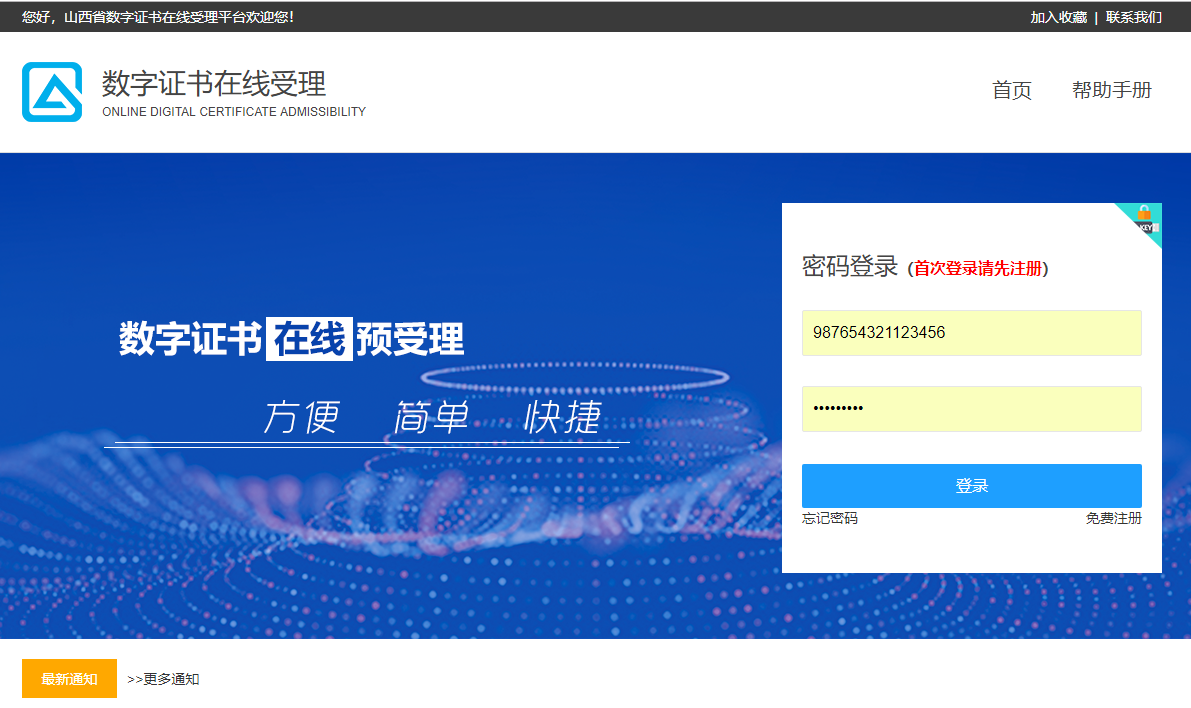 您好，山西省数字证书在线受理平台欢迎您！
加入收藏 | 联系我们
数字证书在线受理
ONLINE DIGITAL CERTIFICATE ADMISSIBILITY
首页 帮助手册
KEY
密码登录 (首次登录请先注册)
987654321123456
•••••••••
数字证书在线预受理
方便 简单 快捷
登录
忘记密码 免费注册
最新通知 >>更多通知